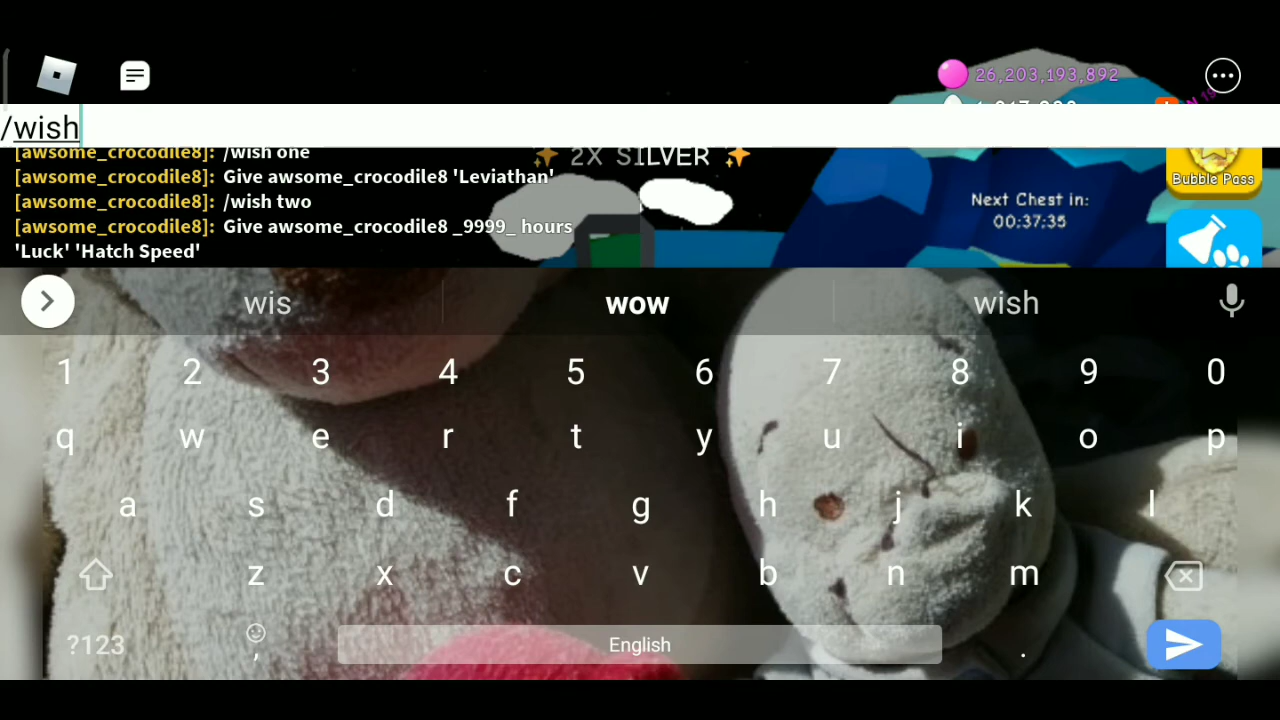 26,203,193,892
/wish
[awsome_crocodile8]: /wish one
[awsome_crocodile8]: Give awsome_crocodile8 'Leviathan'
[awsome_crocodile8]: /wish two
[awsome_crocodile8]: Give awsome_crocodile8 _9999_ hours
'Luck' 'Hatch Speed'
2X SILVER
Bubble Pass
Next Chest in:
00:37:35
wis wow wish
1 2 3 4 5 6 7 8 9 0
q w e r t y u i o p
a s d f g h j k l
z x c v b n m
?123 , English .